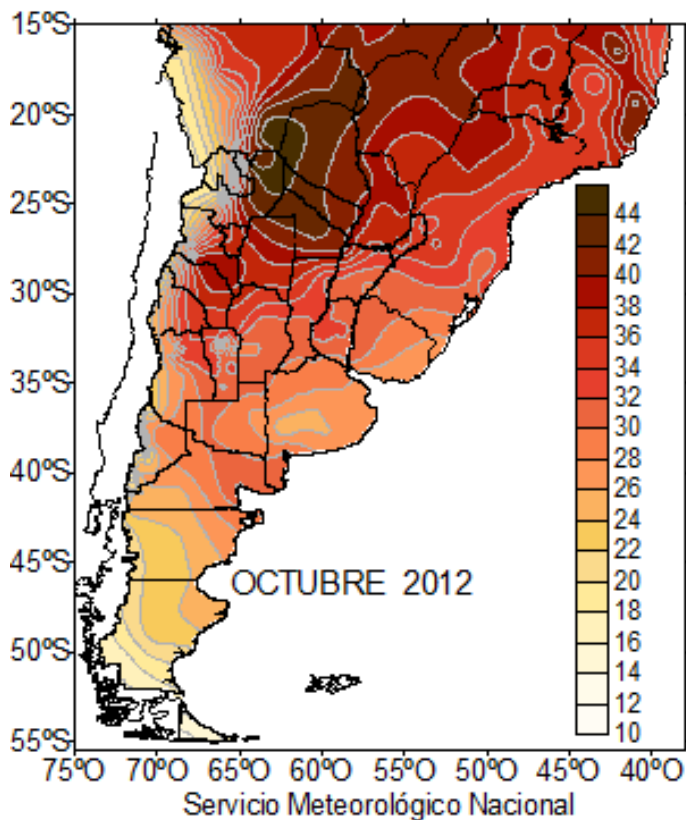 15ºS
20ºS
25ºS
30ºS
35ºS
40ºS
45ºS
50ºS
55ºS
OCTUBRE 2012
44
42
40
38
36
34
32
30
28
26
24
22
20
18
16
14
12
10
75ºO 70ºO 65ºO 60ºO 55ºO 50ºO 45ºO 40ºO
Servicio Meteorológico Nacional